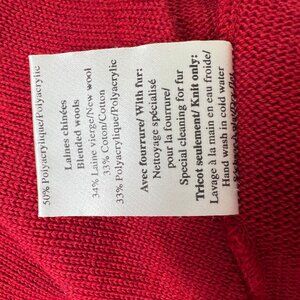 50% Polyacrylique/Polyacrylic
Laines chinées
Blended wools
34% Laine vierge/New wool
33% Coton/Cotton
33% Polyacrylique/Polyacrylic
Avec fourrure/ With fur:
Nettoyage spécialisé
pour la fourrure/
Special cleaning for fur
Tricot seulement/ Knit only:
Lavage à la main en eau froide/
Hand wash in cold water